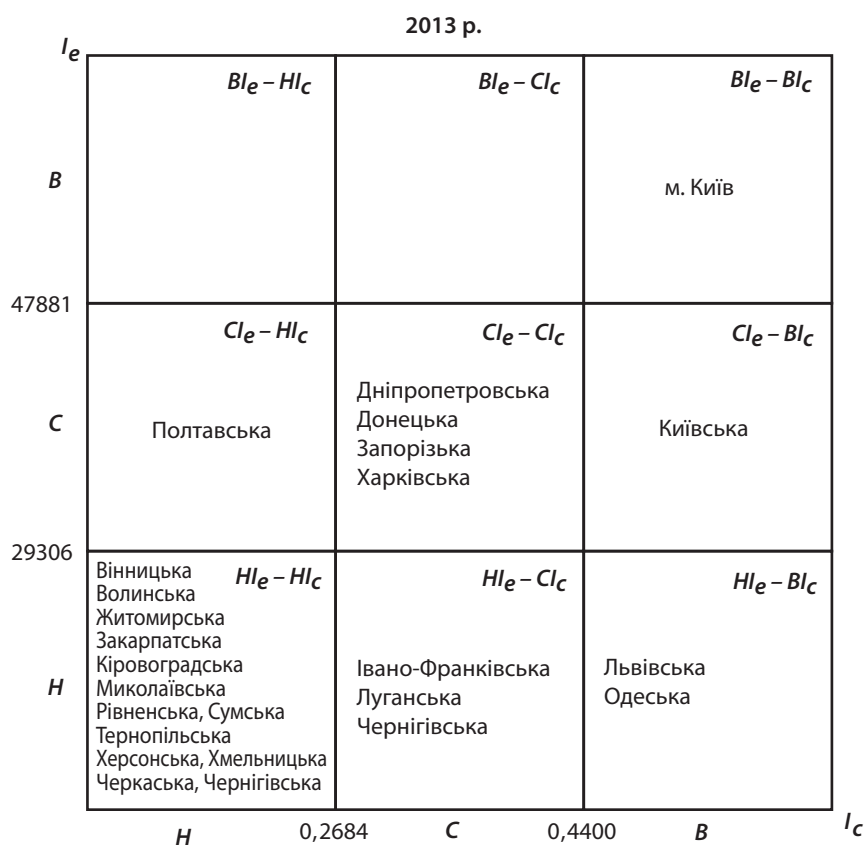 2013 р.
Ie
BIe – HIc
BIe – CIc
BIe – BIc
В
м. Київ
47881
CIe – HIc
CIe – CIc
CIe – BIc
С
Полтавська
Дніпропетровська
Донецька
Запорізька
Харківська
Київська
29306
HIe – HIc
HIe – CIc
HIe – BIc
Н
Вінницька
Волинська
Житомирська
Закарпатська
Кіровоградська
Миколаївська
Рівненська, Сумська
Тернопільська
Херсонська, Хмельницька
Черкаська, Чернігівська
Івано-Франківська
Луганська
Чернігівська
Львівська
Одеська
Н
0,2684
С
0,4400
В
Ic